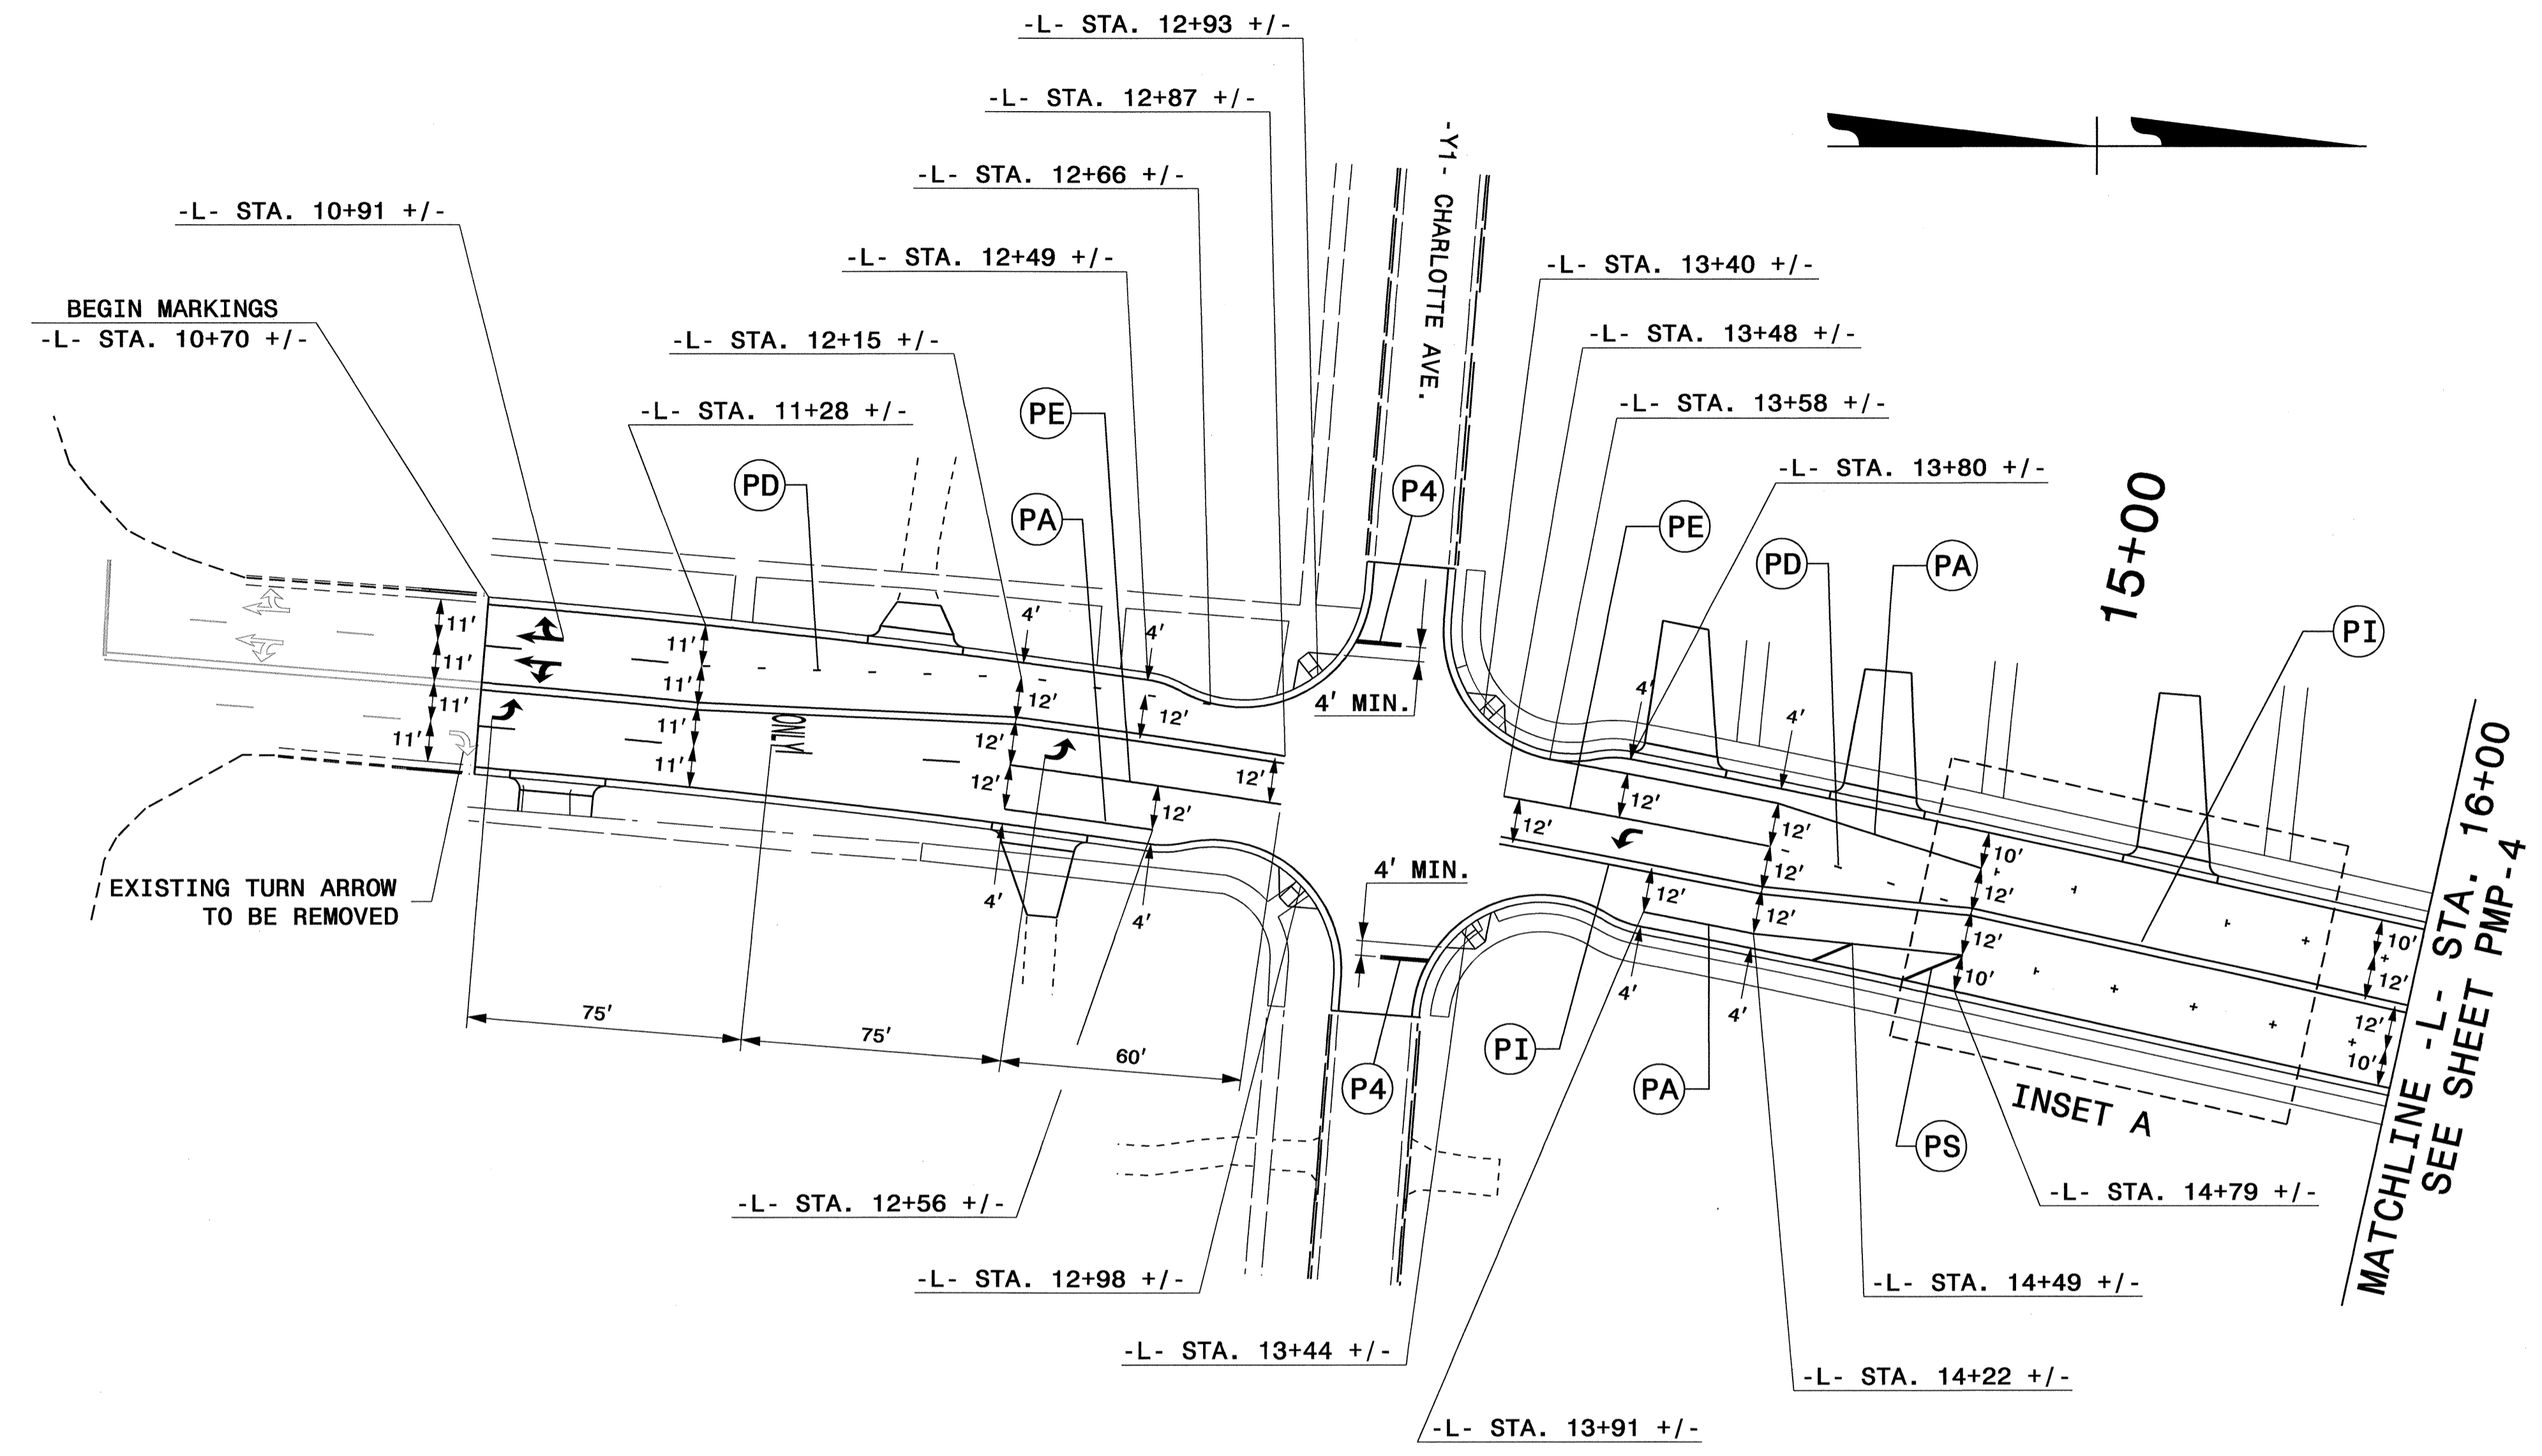 -L- STA. 12+93 +/-
-L- STA. 12+87 +/-
-L- STA. 12+66 +/-
-L- STA. 10+91 +/-
-L- STA. 12+49 +/-
BEGIN MARKINGS
-L- STA. 10+70 +/-
-L- STA. 12+15 +/-
-L- STA. 11+28 +/-
-Y1- CHARLOTTE AVE.
-L- STA. 13+40 +/-
-L- STA. 13+48 +/-
-L- STA. 13+58 +/-
-L- STA. 13+80 +/-
PE
PD
PA
P4
PE
PD
PA
15+00
PI
11'
11'
11'
11'
11'
11'
11'
11'
ONLY
4'
4'
12'
12'
12'
12'
12'
12'
4'
4'
4' MIN.
4' MIN.
4'
4'
12'
12'
12'
12'
12'
12'
10'
12'
12'
10'
4'
4'
10'
12'
12'
10'
EXISTING TURN ARROW
TO BE REMOVED
75'
75'
60'
PI
P4
PA
PS
INSET A
MATCHLINE -L- STA. 16+00
SEE SHEET PMP-4
-L- STA. 12+56 +/-
-L- STA. 14+79 +/-
-L- STA. 12+98 +/-
-L- STA. 14+49 +/-
-L- STA. 13+44 +/-
-L- STA. 14+22 +/-
-L- STA. 13+91 +/-